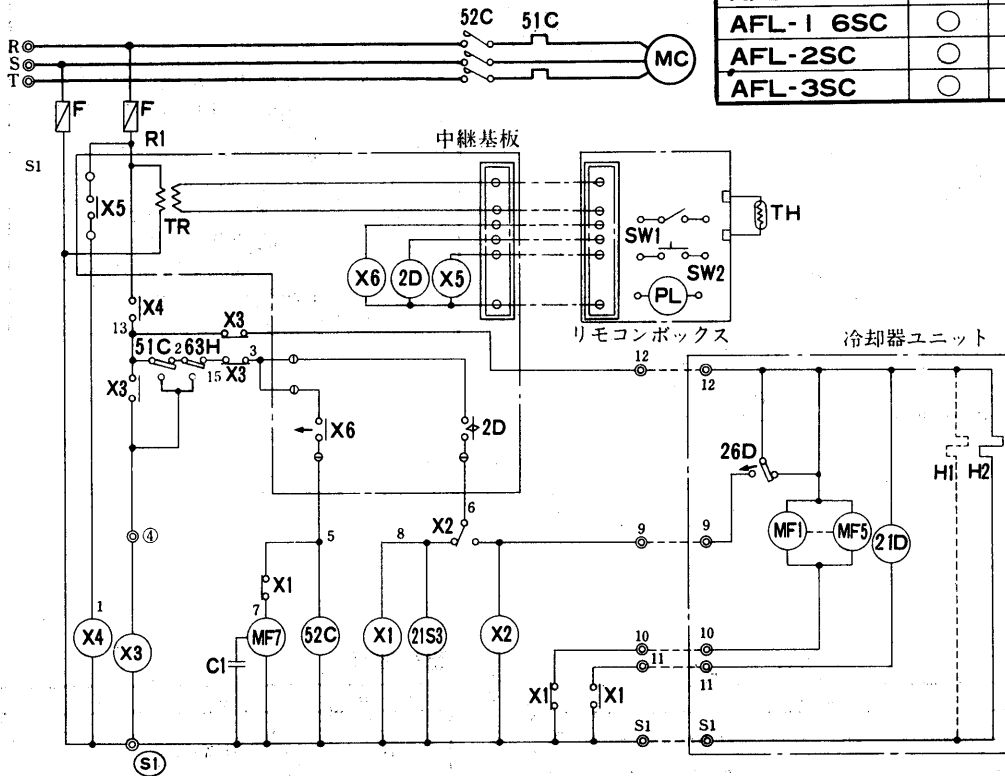 AFL-1 6SC ○
AFL-2SC ○
AFL-3SC ○
52C 51C
R
S
T
MC
F F
R1
S1
中継基板
X5
TR
TH
SW1
SW2
X6 2D X5
PL
リモコンボックス
冷却器ユニット
X4
13
X3
51C 2 63H 3
15 X3
12
12
X3
X6
2D
26D
H1 H2
6
④
X2
5
8
9
9
MF1 MF5 21D
X1
1
7
X4 X3 MF7 52C X1 21S3 X2
C1
10
10
11
11
X1 X1
S1
S1
S1